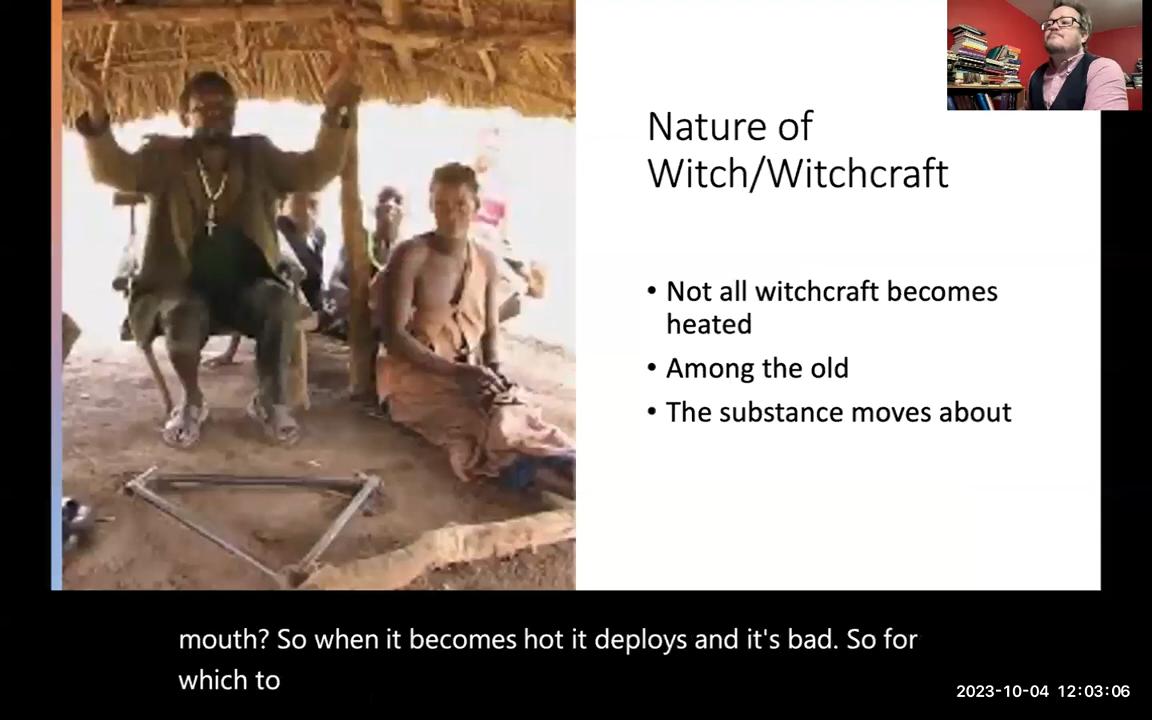 Nature of
Witch/Witchcraft
• Not all witchcraft becomes
heated
• Among the old
• The substance moves about
mouth? So when it becomes hot it deploys and it's bad. So for
which to
2023-10-04 12:03:06